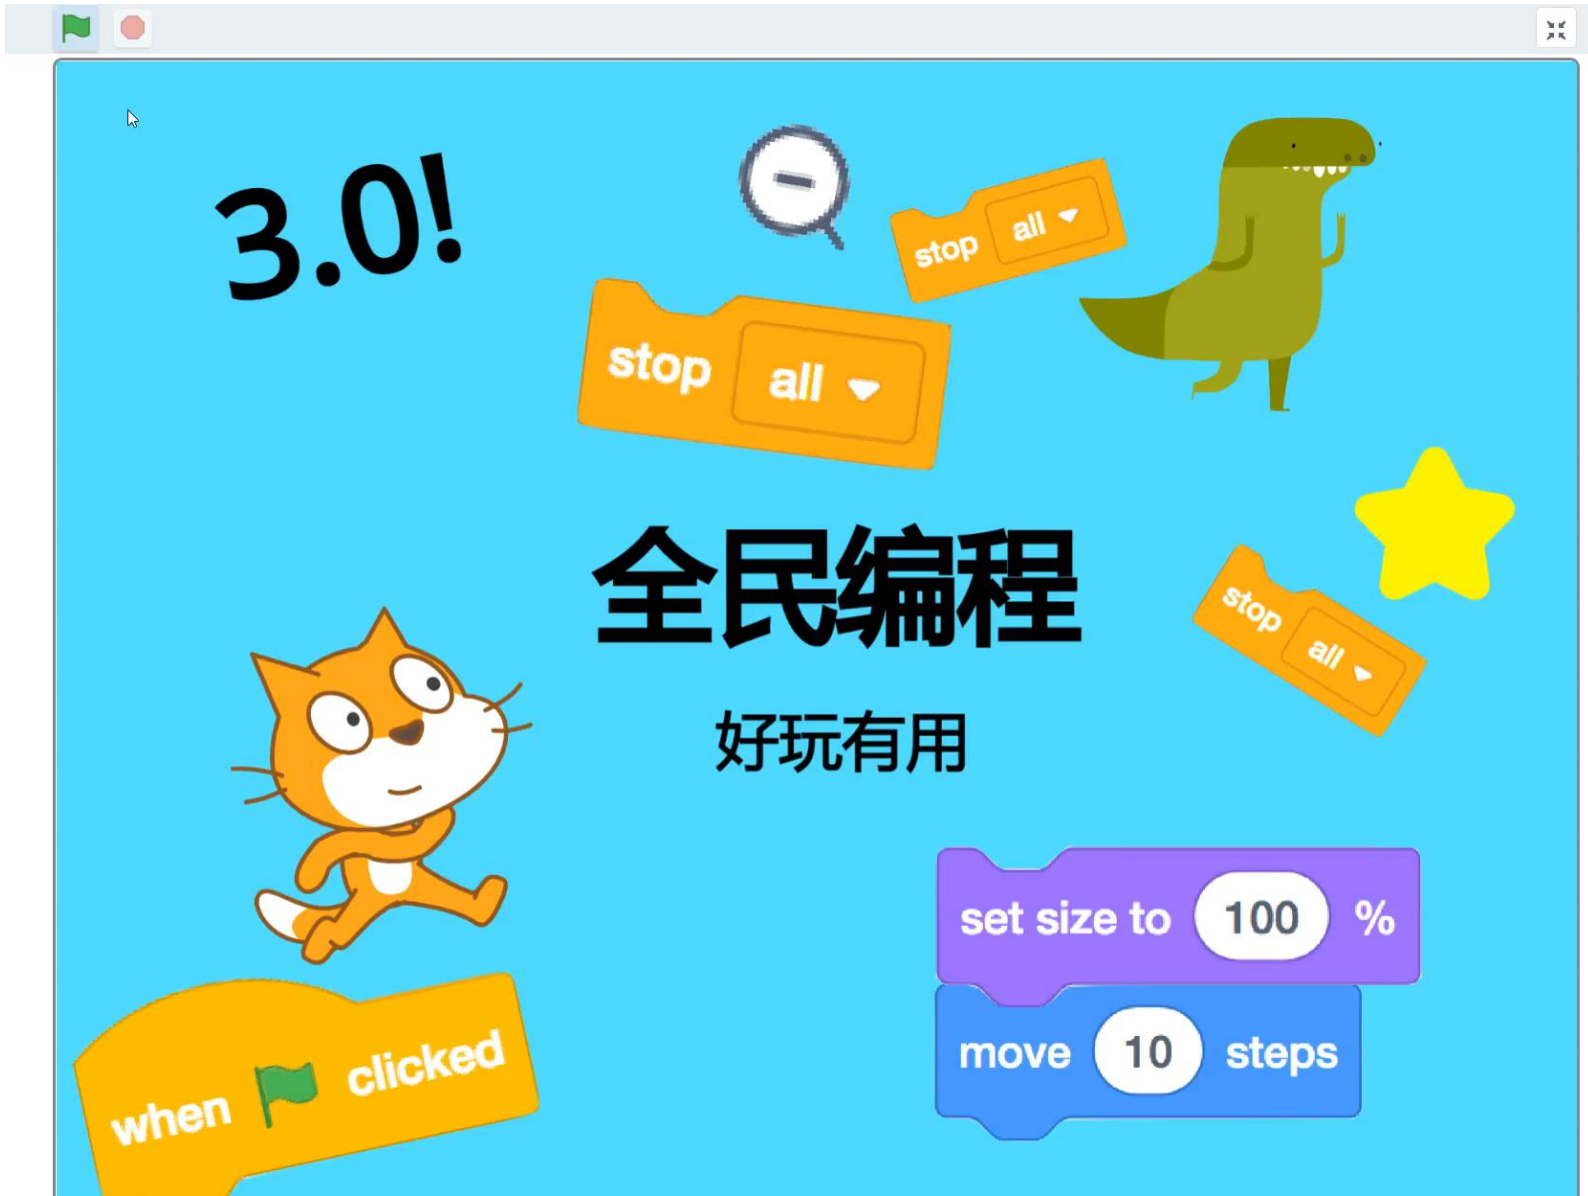 3.0!
stop all
stop all
全民编程
stop all
好玩有用
set size to 100 %
move 10 steps
when clicked